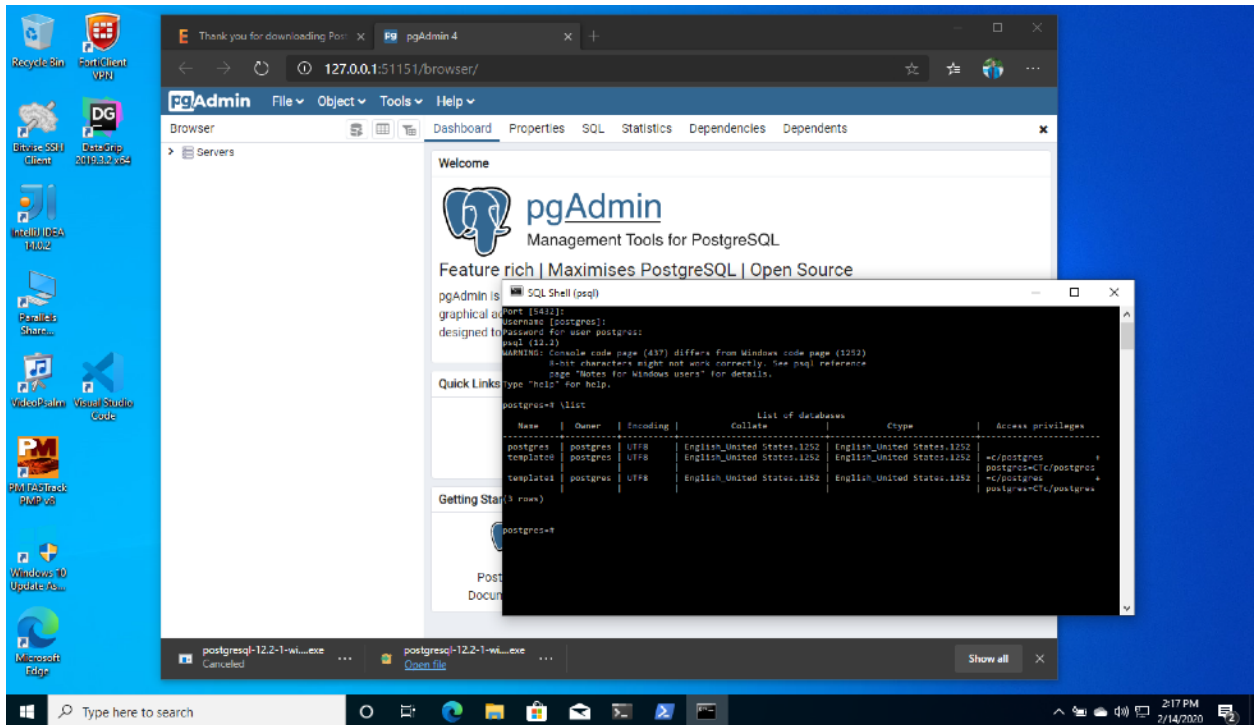 Recycle Bin
FortiClient VPN
Bitvise SSH Client
DataGrip 2019.3.2 x64
IntelliJ IDEA
Parallels Share...
VideoPsalm
Visual Studio Code
PM FASTrack PMP v8
Windows 10 Update As...
Microsoft Edge
E Thank you for downloading Post
Pg pgAdmin 4
127.0.0.1:51151/browser/
pgAdmin File Object Tools Help
Browser
Dashboard Properties SQL Statistics Dependencies Dependents
Servers
Welcome
pgAdmin
Management Tools for PostgreSQL
Feature rich | Maximises PostgreSQL | Open Source
pgAdmin is
graphical ad
designed to
Quick Links
Getting Star
Post
Docum
SQL Shell (psql)
Port [5432]:
Username [postgres]:
Password for user postgres:
psql (12.2)
WARNING: Console code page (437) differs from Windows code page (1252)
8-bit characters might not work correctly. See psql reference
page "Notes for Windows users" for details.
Type "help" for help.
postgres=# \list
List of databases
Name | Owner | Encoding | Collate | Ctype | Access privileges
postgres | postgres | UTF8 | English_United States.1252 | English_United States.1252 |
template0 | postgres | UTF8 | English_United States.1252 | English_United States.1252 | =c/postgres +
| | | | | postgres=CTc/postgres
template1 | postgres | UTF8 | English_United States.1252 | English_United States.1252 | =c/postgres +
| | | | | postgres=CTc/postgres
(3 rows)
postgres=#
postgresql-12.2-1-wi....exe
Canceled
postgresql-12.2-1-wi....exe
Open file
Show all
Type here to search
2:17 PM
2/14/2020